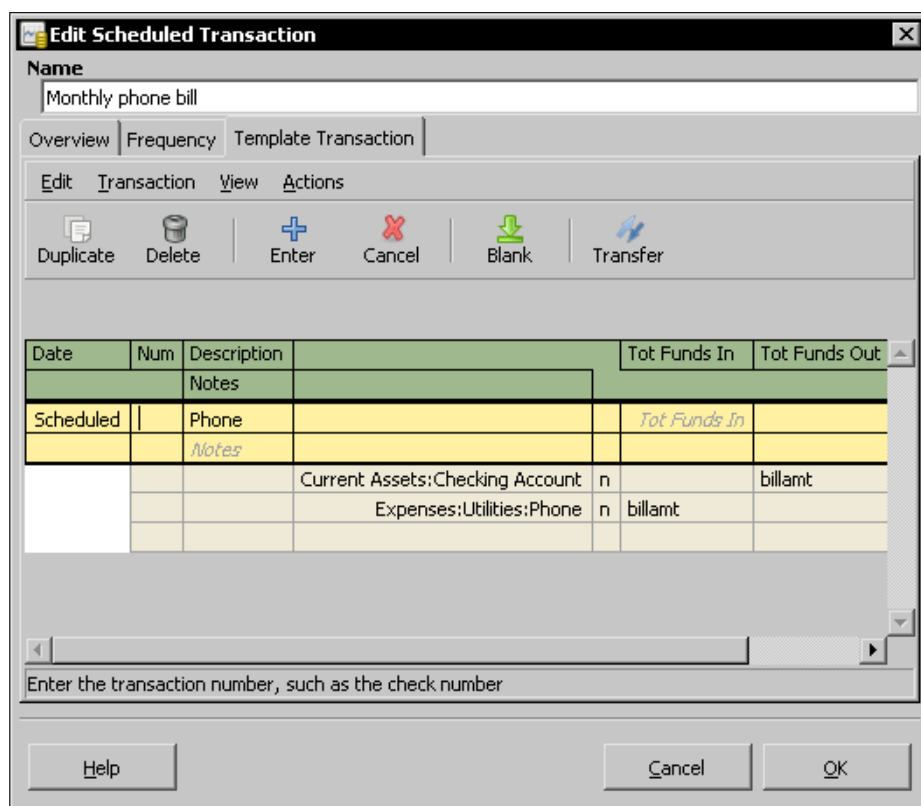 Edit Scheduled Transaction
Name
Monthly phone bill
Overview Frequency Template Transaction
Edit Transaction View Actions
Duplicate Delete Enter Cancel Blank Transfer
Date Num Description Tot Funds In Tot Funds Out
Notes
Scheduled Phone Tot Funds In
Notes
Current Assets:Checking Account n billamt
Expenses:Utilities:Phone n billamt
Enter the transaction number, such as the check number
Help Cancel OK